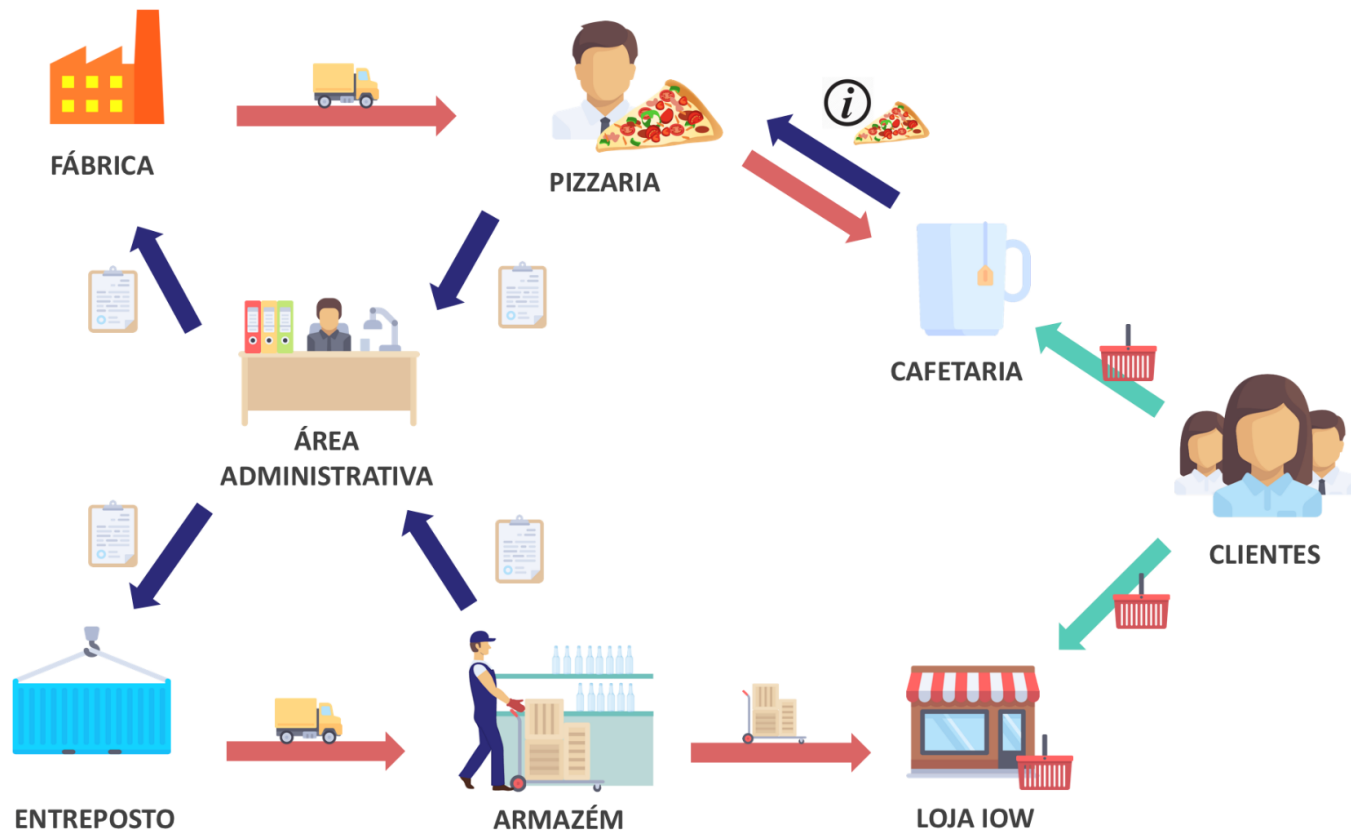 FÁBRICA
PIZZARIA
i
CAFETARIA
ÁREA
ADMINISTRATIVA
CLIENTES
ENTREPOSTO
ARMAZÉM
LOJA IOW